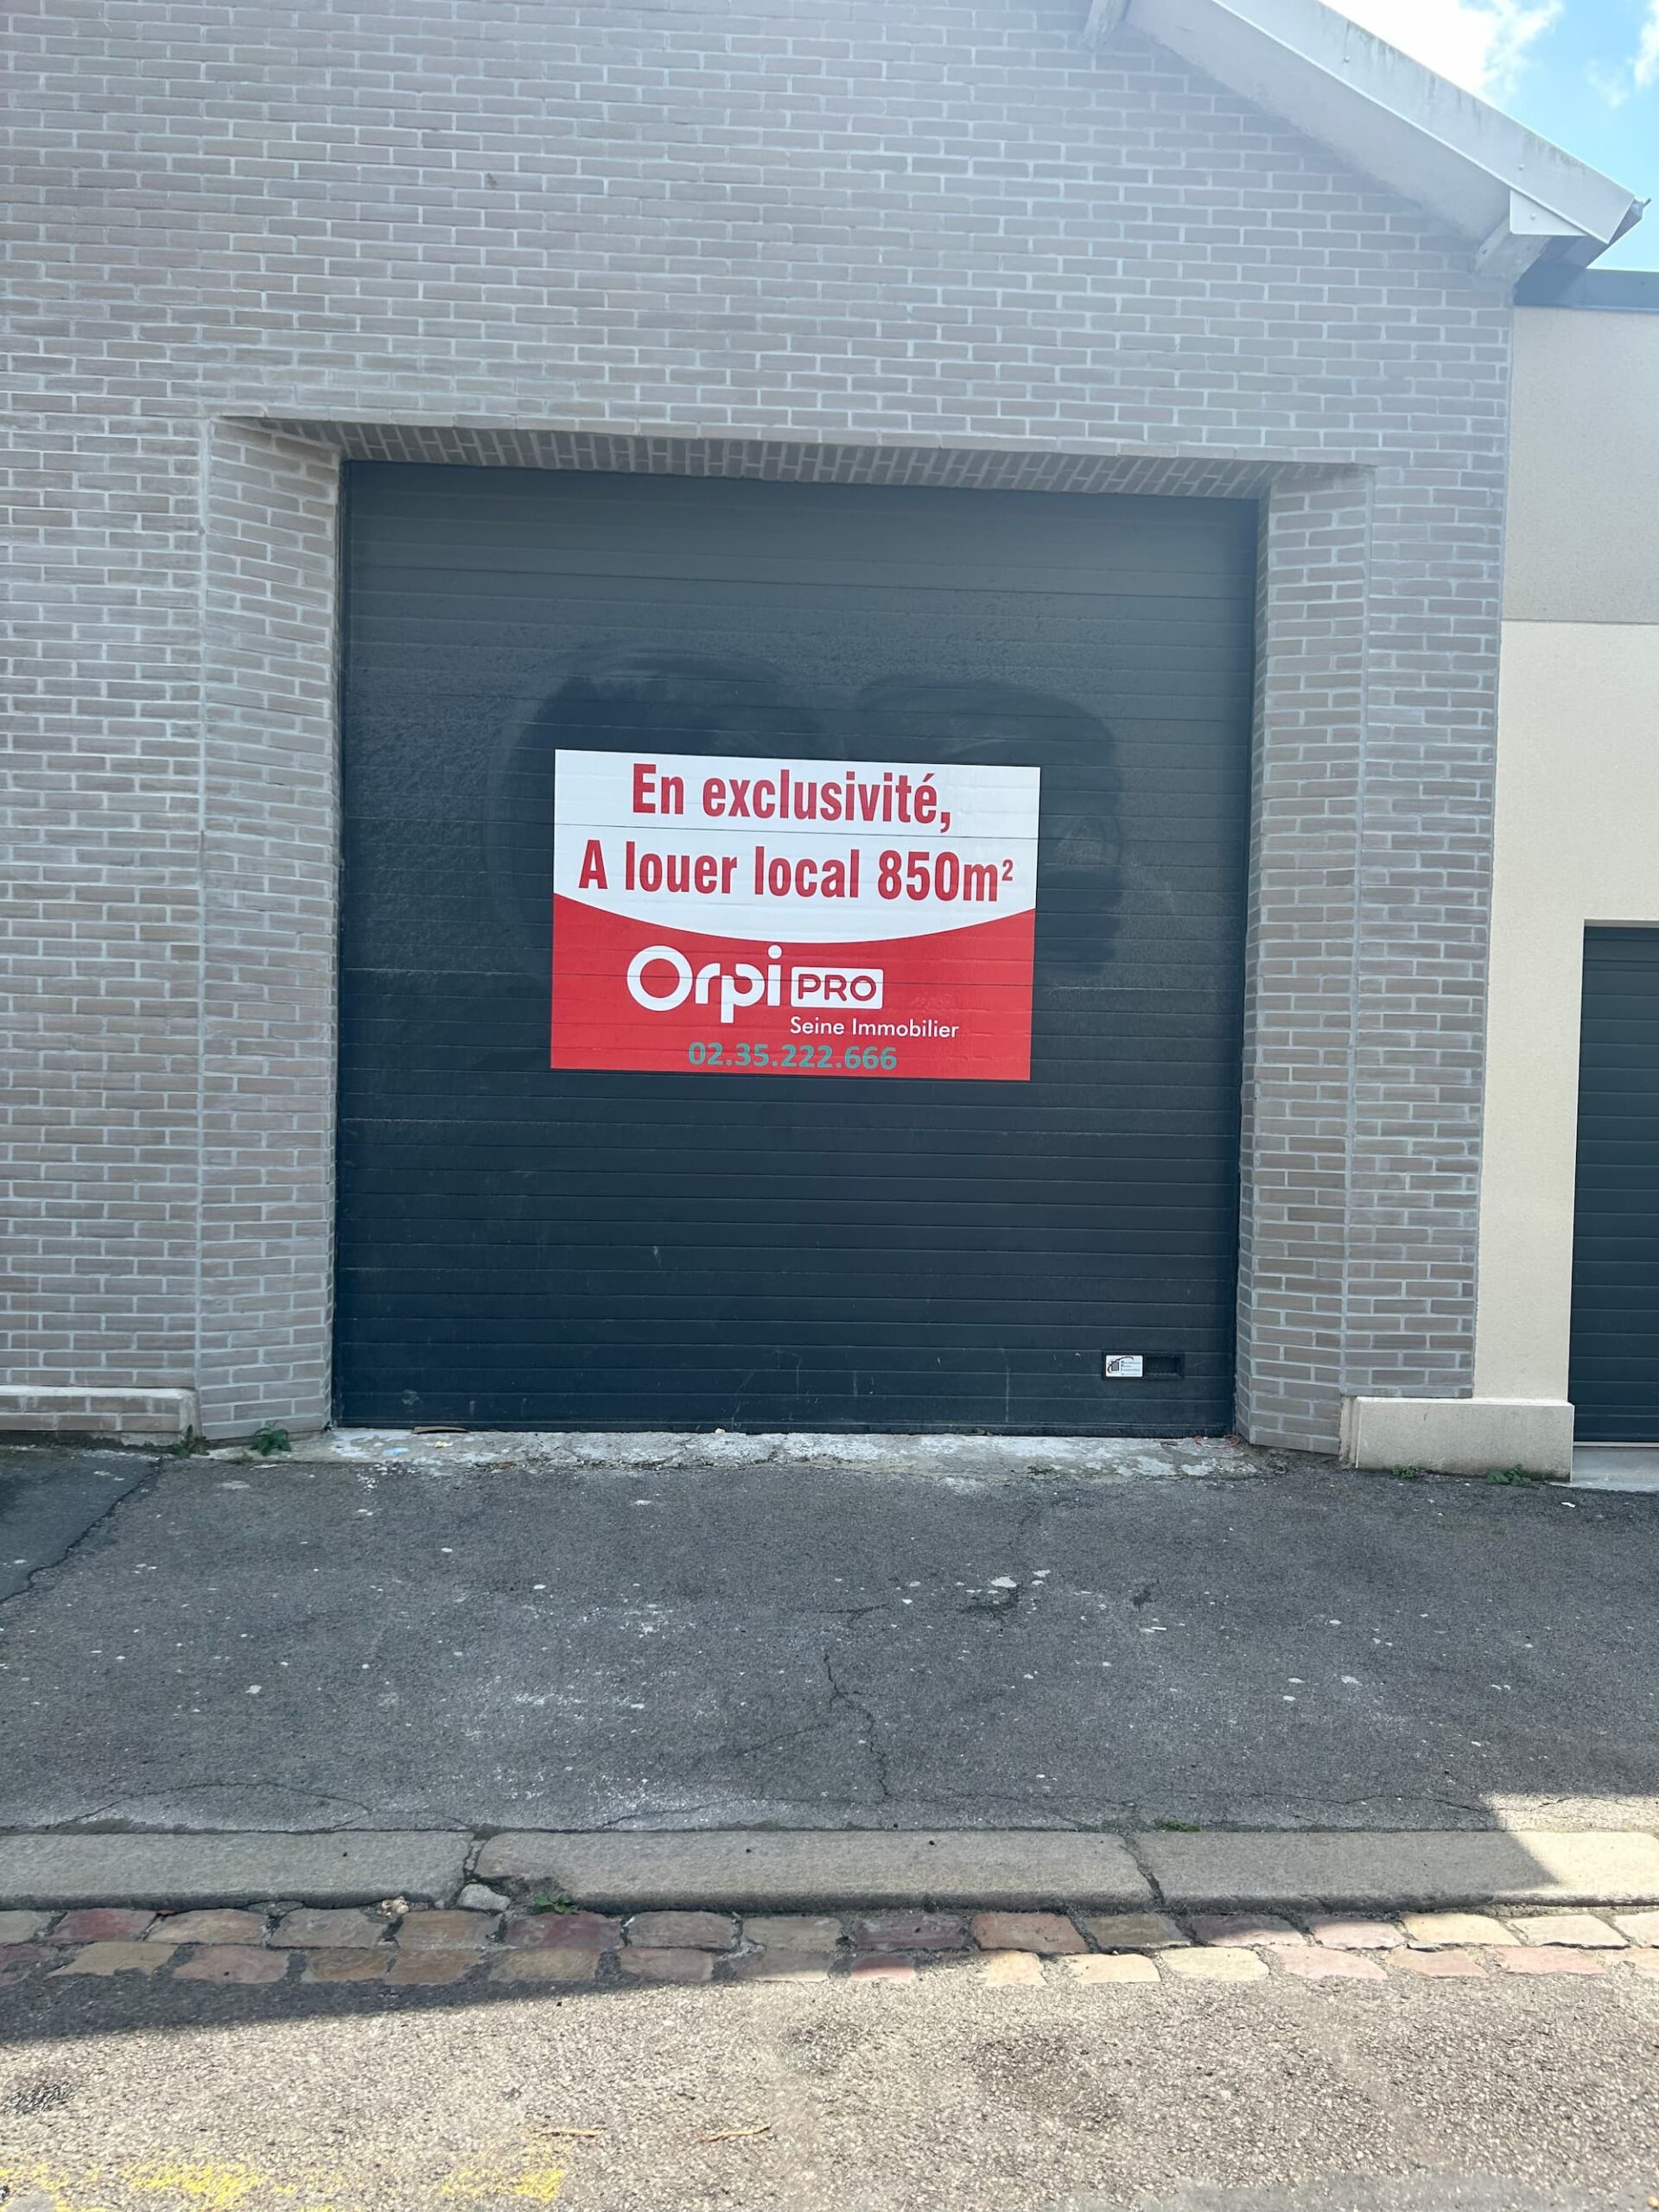 En exclusivité,
A louer local 850m²
Orpi PRO
Seine Immobilier
02.35.222.666